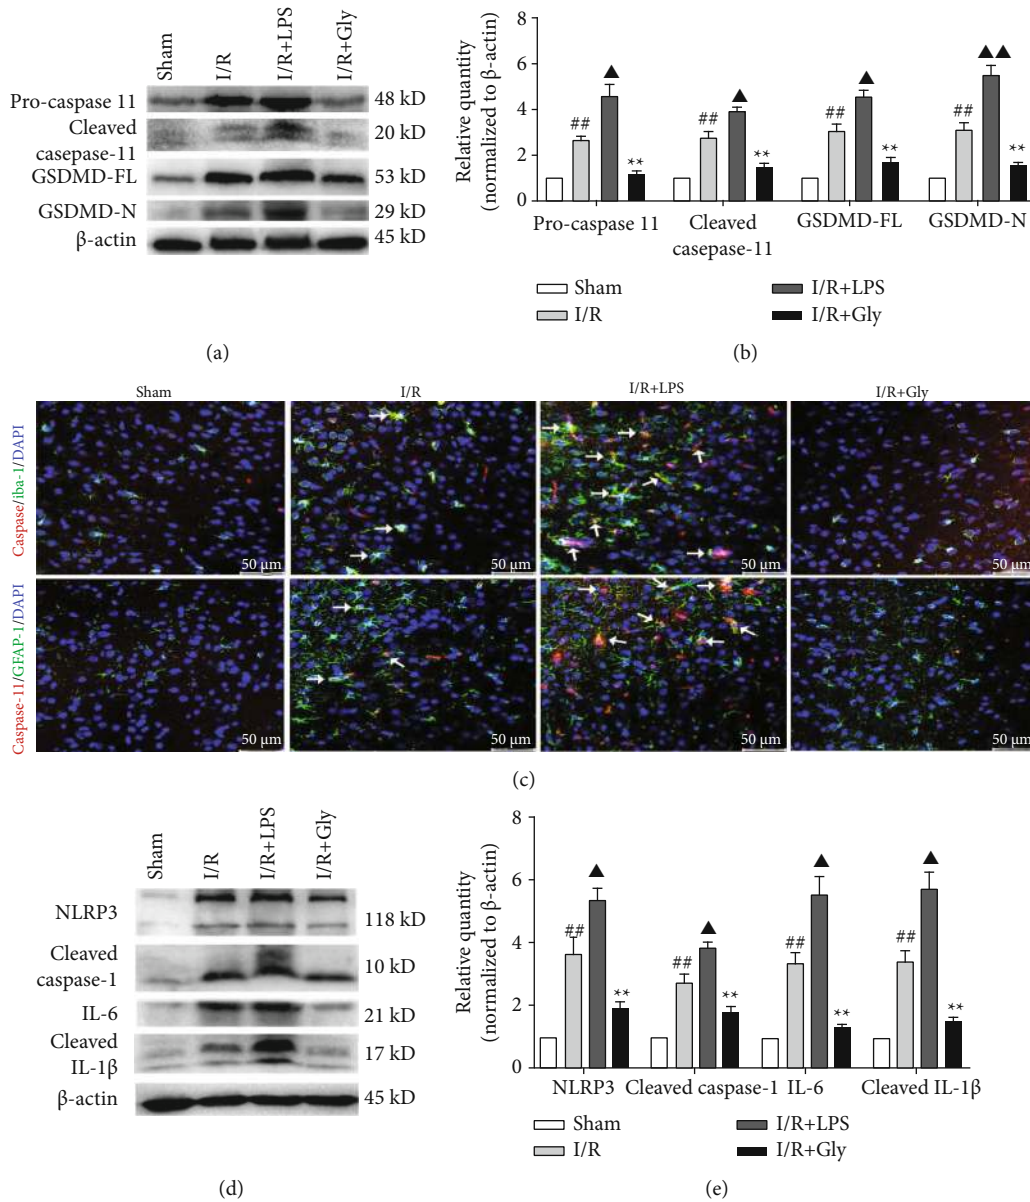 Sham
I/R
I/R+LPS
I/R+Gly
Pro-caspase 11
48 kD
Cleaved
casepase-11
20 kD
GSDMD-FL
53 kD
GSDMD-N
29 kD
β-actin
45 kD
(a)
Relative quantity
(normalized to β-actin)
8
6
4
2
0
##
▲
**
##
▲
**
##
▲
**
##
▲▲
**
Pro-caspase 11
Cleaved
casepase-11
GSDMD-FL
GSDMD-N
Sham
I/R
I/R+LPS
I/R+Gly
(b)
Sham
I/R
I/R+LPS
I/R+Gly
Caspase/iba-1/DAPI
50 μm
50 μm
50 μm
50 μm
Caspase-11/GFAP-1/DAPI
50 μm
50 μm
50 μm
50 μm
(c)
Sham
I/R
I/R+LPS
I/R+Gly
NLRP3
118 kD
Cleaved
caspase-1
10 kD
IL-6
21 kD
Cleaved
IL-1β
17 kD
β-actin
45 kD
(d)
Relative quantity
(normalized to β-actin)
8
6
4
2
0
##
▲
**
##
▲
**
##
▲
**
##
▲
**
NLRP3
Cleaved caspase-1
IL-6
Cleaved IL-1β
Sham
I/R
I/R+LPS
I/R+Gly
(e)